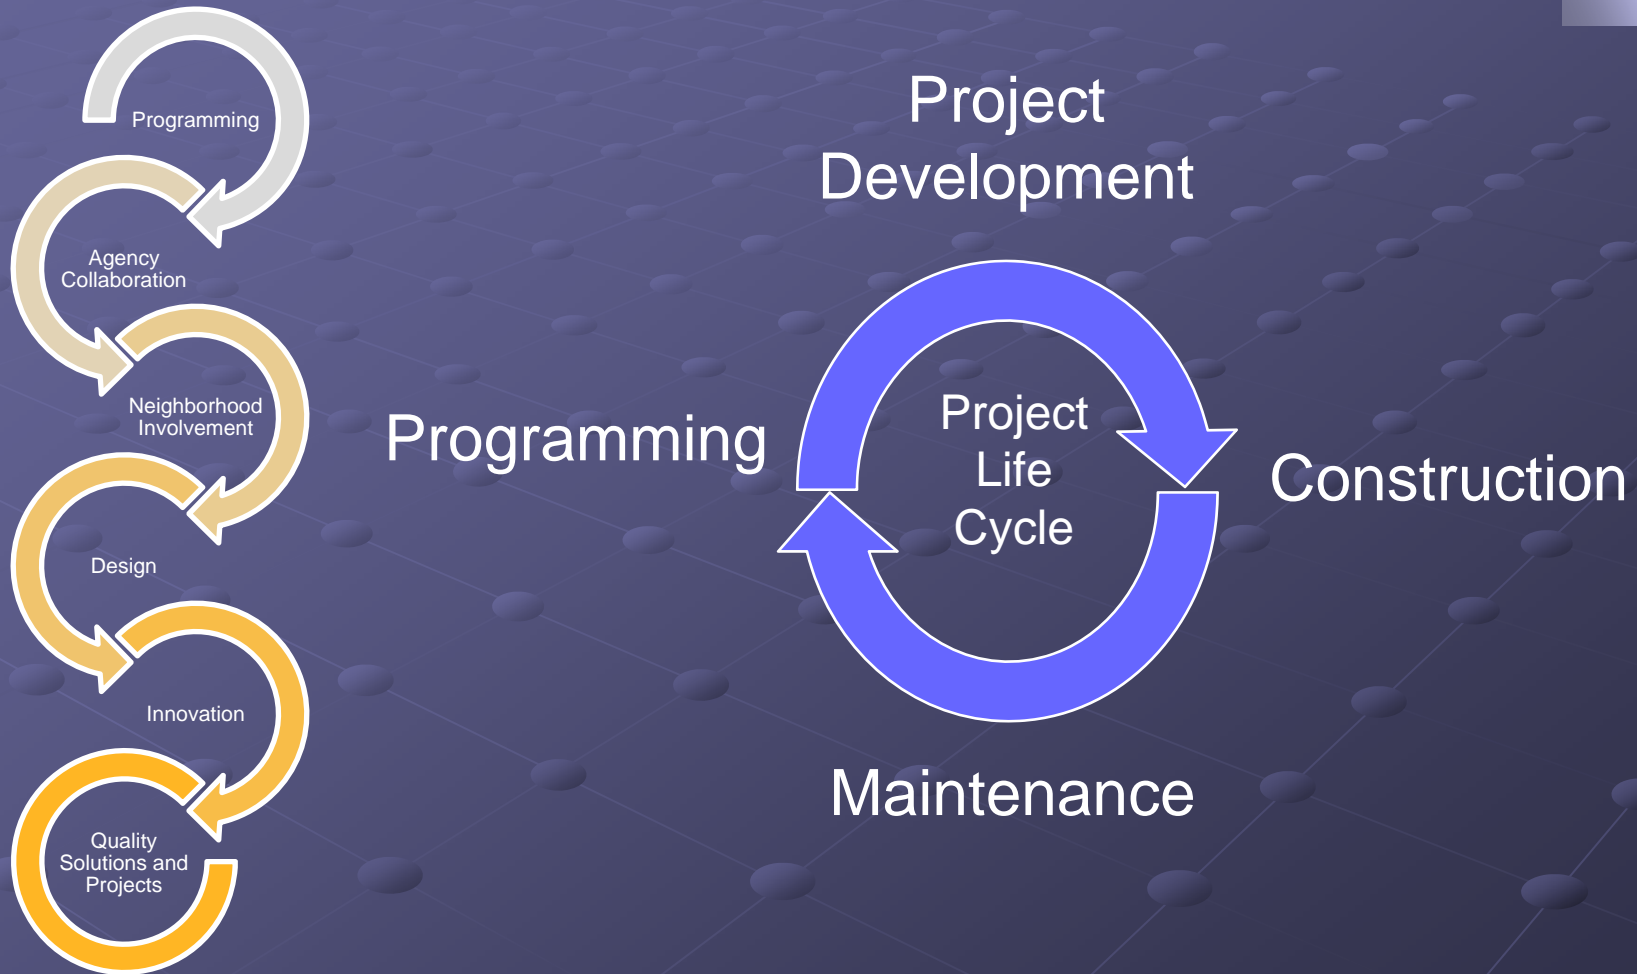 Programming
Agency
Collaboration
Neighborhood
Involvement
Design
Innovation
Quality
Solutions and
Projects
Project
Development
Programming
Project
Life
Cycle
Construction
Maintenance